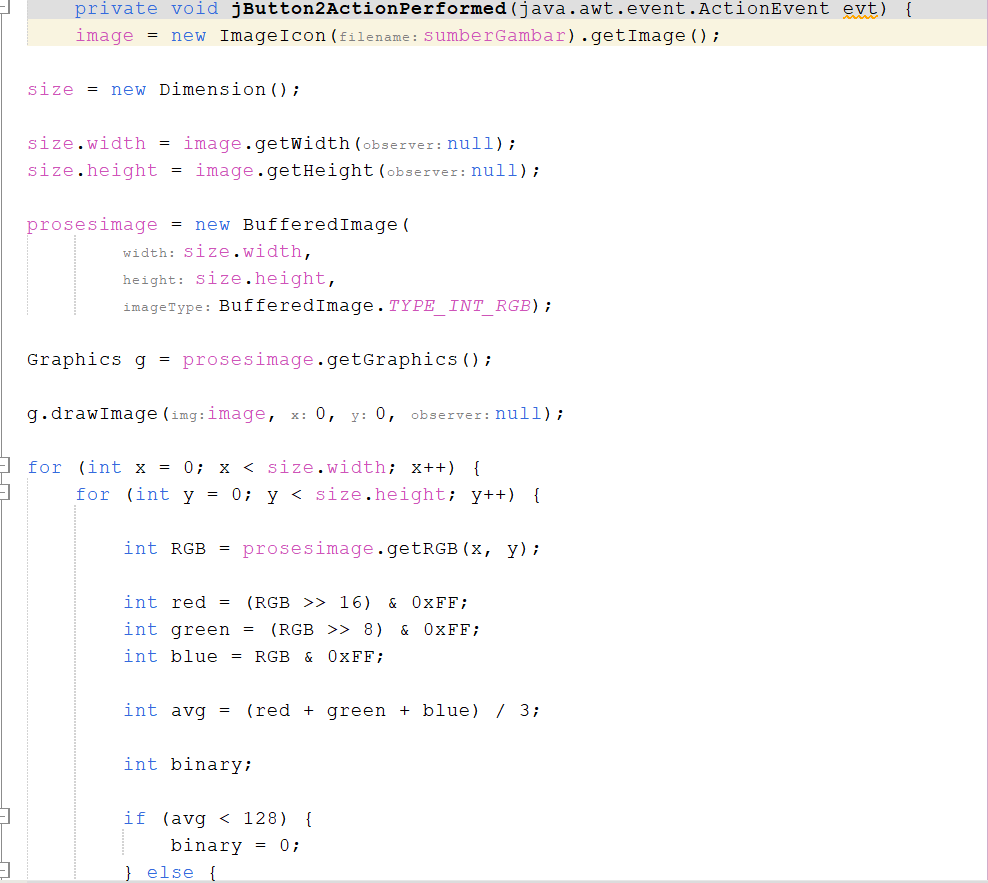 private void jButton2ActionPerformed(java.awt.event.ActionEvent evt) {
image = new ImageIcon(filename: sumberGambar).getImage();
size = new Dimension();
size.width = image.getWidth(observer: null);
size.height = image.getHeight(observer: null);
prosesimage = new BufferedImage(
width: size.width,
height: size.height,
imageType: BufferedImage.TYPE_INT_RGB);
Graphics g = prosesimage.getGraphics();
g.drawImage(img: image, x: 0, y: 0, observer: null);
for (int x = 0; x < size.width; x++) {
for (int y = 0; y < size.height; y++) {
int RGB = prosesimage.getRGB(x, y);
int red = (RGB >> 16) & 0xFF;
int green = (RGB >> 8) & 0xFF;
int blue = RGB & 0xFF;
int avg = (red + green + blue) / 3;
int binary;
if (avg < 128) {
binary = 0;
} else {